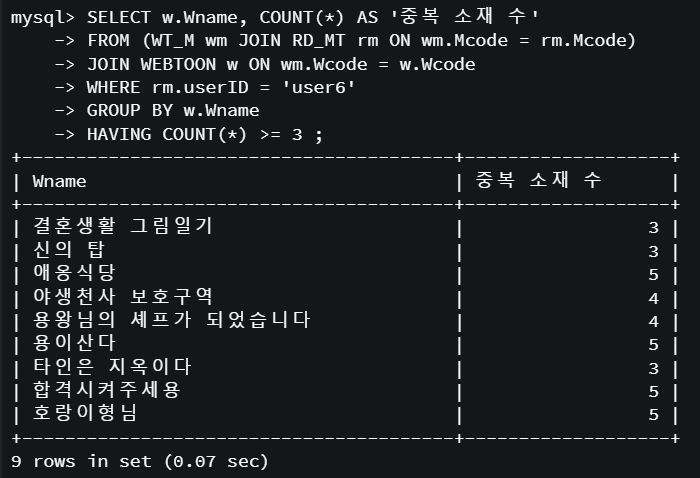 mysql> SELECT w.Wname, COUNT(*) AS '중복 소재 수'
    -> FROM (WT_M wm JOIN RD_MT rm ON wm.Mcode = rm.Mcode)
    -> JOIN WEBTOON w ON wm.Wcode = w.Wcode
    -> WHERE rm.userID = 'user6'
    -> GROUP BY w.Wname
    -> HAVING COUNT(*) >= 3 ;
+----------------------------------------+-------------------+
| Wname | 중복 소재 수 |
+----------------------------------------+-------------------+
| 결혼생활 그림일기 | 3 |
| 신의 탑 | 3 |
| 애옹식당 | 5 |
| 야생천사 보호구역 | 4 |
| 용왕님의 셰프가 되었습니다 | 4 |
| 용이산다 | 5 |
| 타인은 지옥이다 | 3 |
| 합격시켜주세용 | 5 |
| 호랑이형님 | 5 |
+----------------------------------------+-------------------+
9 rows in set (0.07 sec)